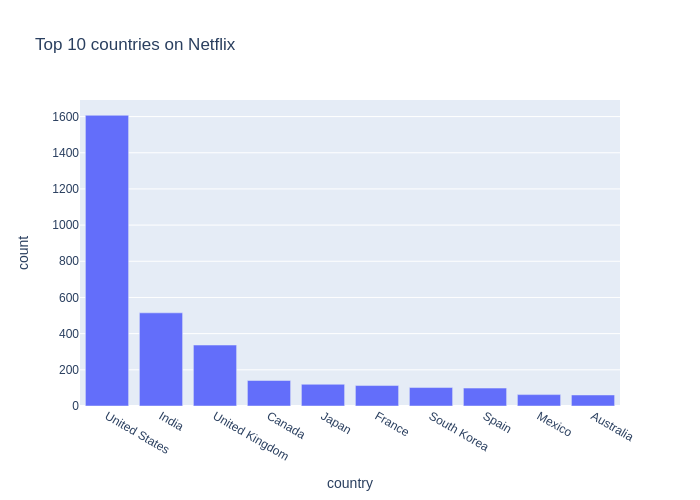 Top 10 countries on Netflix
1600
1400
1200
1000
800
600
400
200
0
count
United States
India
United Kingdom
Canada
Japan
France
South Korea
Spain
Mexico
Australia
country